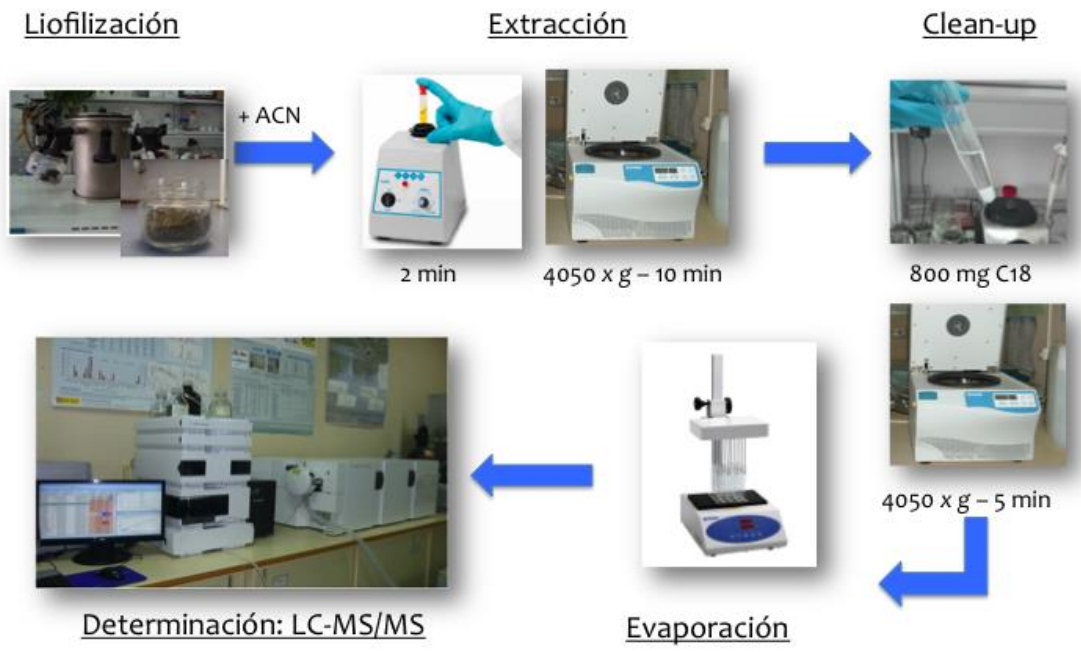 Liofilización
Extracción
Clean-up
+ ACN
2 min
4050 x g – 10 min
800 mg C18
4050 x g – 5 min
Evaporación
Determinación: LC-MS/MS